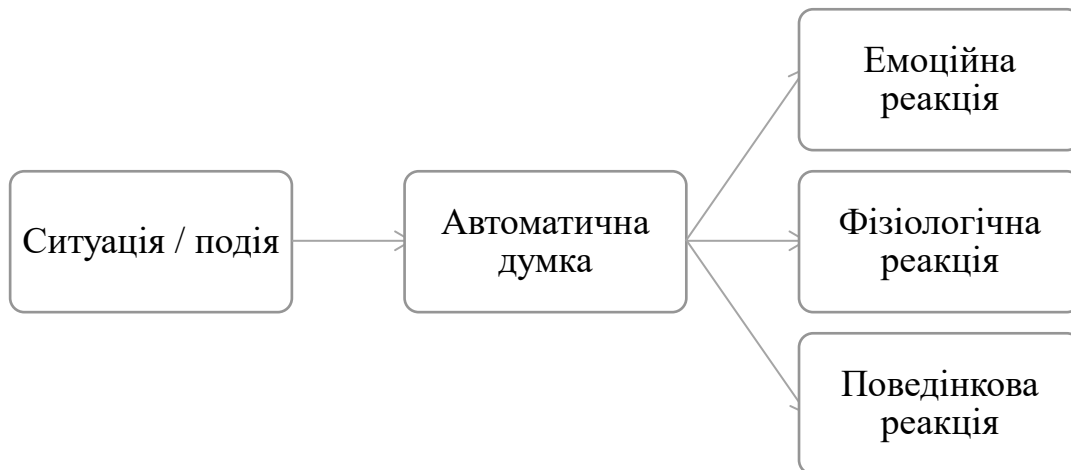 Ситуація / подія
Автоматична
думка
Емоційна
реакція
Фізіологічна
реакція
Поведінкова
реакція